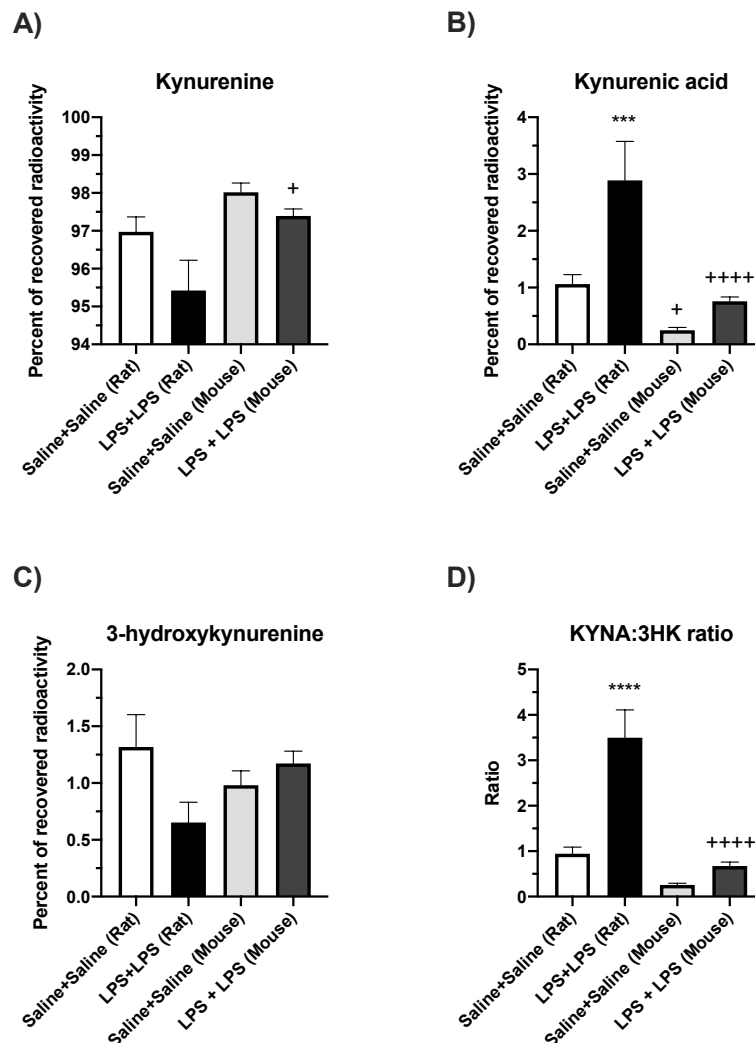 A)
Kynurenine
Percent of recovered radioactivity
100
99
98
97
96
95
94
+
Saline+Saline (Rat)
LPS+LPS (Rat)
Saline+Saline (Mouse)
LPS + LPS (Mouse)
B)
Kynurenic acid
Percent of recovered radioactivity
4
3
2
1
0
***
+
++++
Saline+Saline (Rat)
LPS+LPS (Rat)
Saline+Saline (Mouse)
LPS + LPS (Mouse)
C)
3-hydroxykynurenine
Percent of recovered radioactivity
2.0
1.5
1.0
0.5
0.0
Saline+Saline (Rat)
LPS+LPS (Rat)
Saline+Saline (Mouse)
LPS + LPS (Mouse)
D)
KYNA:3HK ratio
Ratio
5
4
3
2
1
0
****
++++
Saline+Saline (Rat)
LPS+LPS (Rat)
Saline+Saline (Mouse)
LPS + LPS (Mouse)